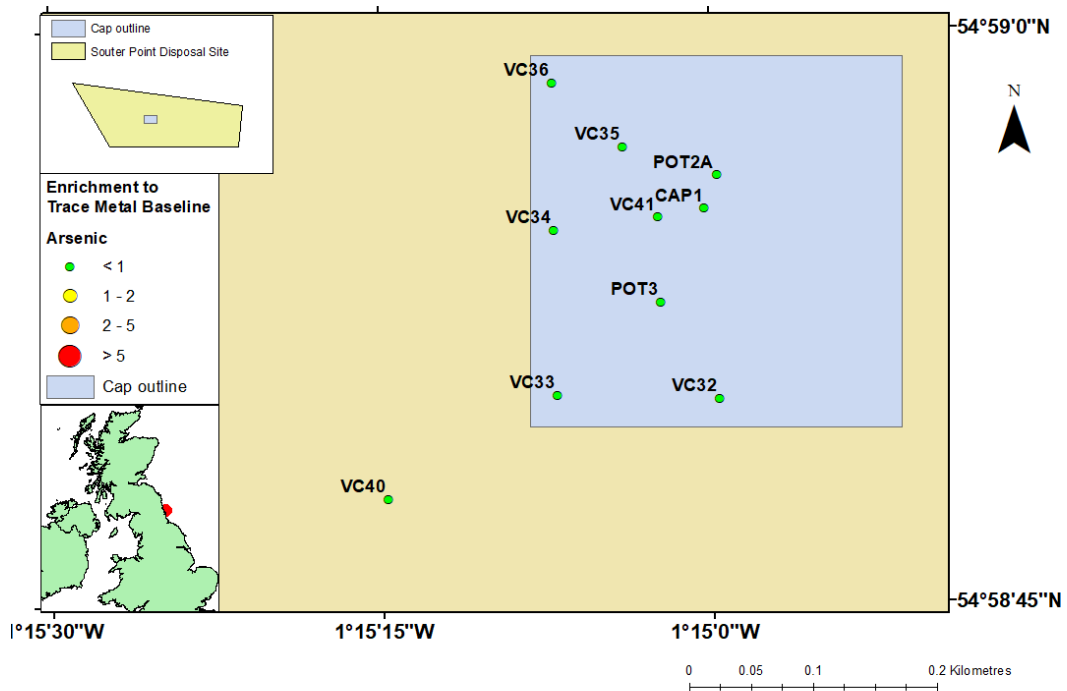 Cap outline
Souter Point Disposal Site
54°59'0"N
N
VC36
VC35
POT2A
CAP1
VC41
VC34
POT3
VC33
VC32
VC40
Enrichment to
Trace Metal Baseline
Arsenic
< 1
1 - 2
2 - 5
> 5
Cap outline
54°58'45"N
1°15'30"W
1°15'15"W
1°15'0"W
0 0.05 0.1 0.2 Kilometres